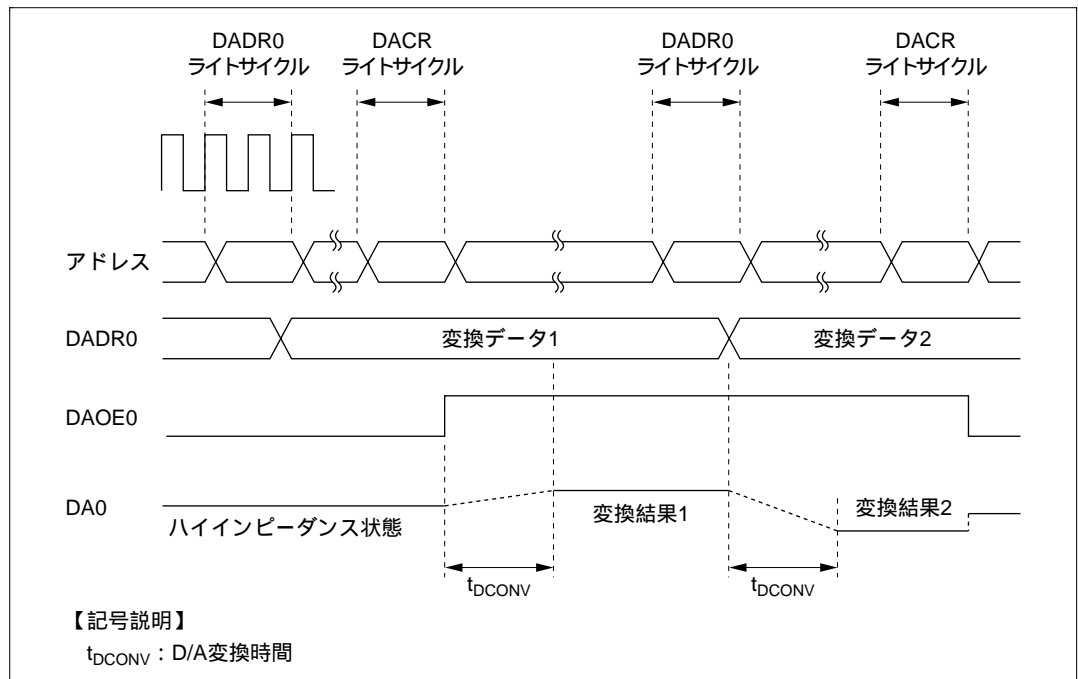 DADR0
ライトサイクル
DACR
ライトサイクル
DADR0
ライトサイクル
DACR
ライトサイクル
アドレス
DADR0
変換データ1
変換データ2
DAOE0
DA0
ハイインピーダンス状態
変換結果1
変換結果2
tDCONV
tDCONV
【記号説明】
tDCONV：D/A変換時間